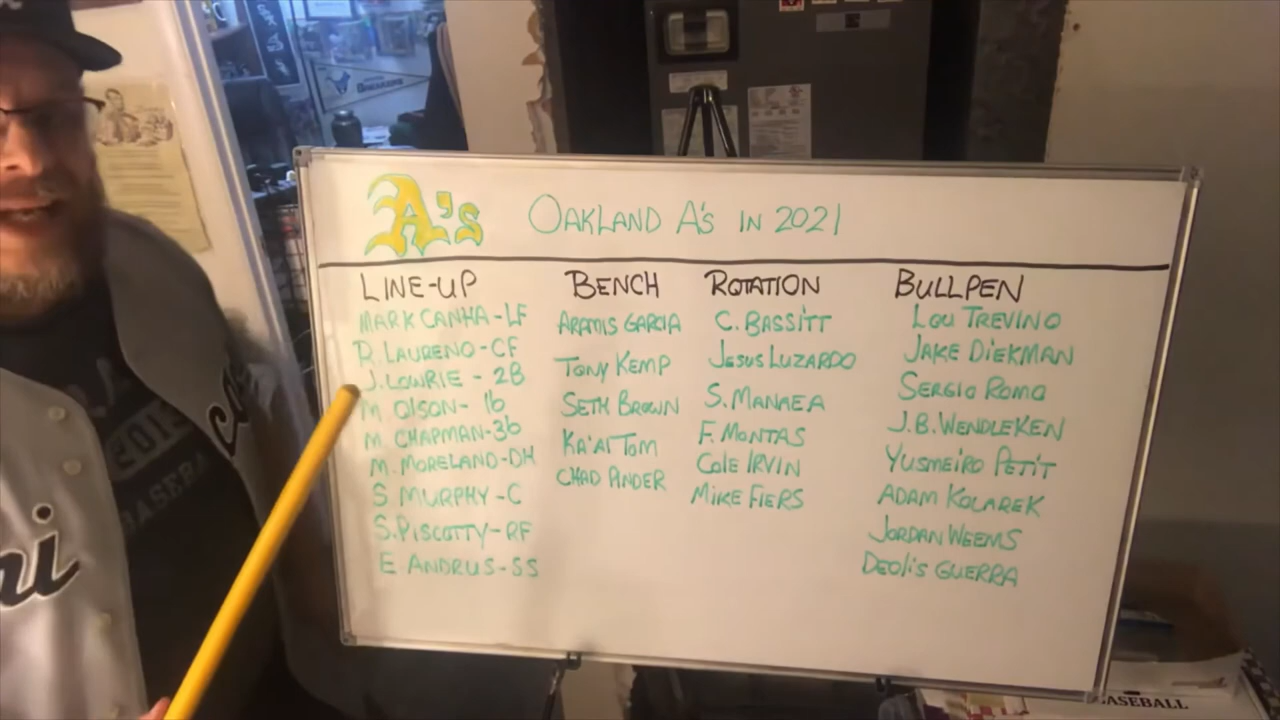 A's OAKLAND A'S IN 2021
LINE-UP
MARK CANHA - LF
R. LAURENO - CF
J. LOWRIE - 2B
M OLSON - 1b
M. CHAPMAN - 3b
M. MORELAND - DH
S MURPHY - C
S. PISCOTTY - RF
E ANDRUS - SS
BENCH
ARAMIS GARCIA
TONY KEMP
SETH BROWN
KA'AI TOM
CHAD PINDER
ROTATION
C. BASSITT
JESUS LUZARDO
S. MANAEA
F. MONTAS
COLE IRVIN
MIKE FIERS
BULLPEN
LOU TREVINO
JAKE DIEKMAN
SERGIO ROMO
J.B. WENDLEKEN
YUSMEIRO PETIT
ADAM KOLAREK
JORDAN WEEMS
DEOLIS GUERRA
BASEBALL